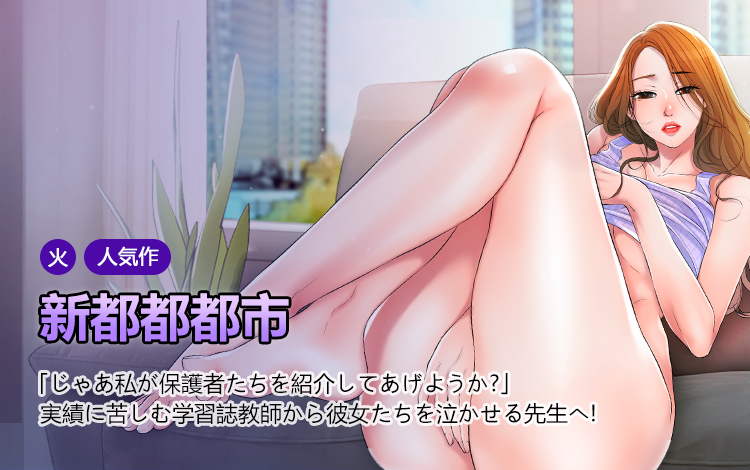 火 人気作
新都都都市
「じゃあ私が保護者たちを紹介してあげようか?」
実績に苦しむ学習誌教師から彼女たちを泣かせる先生へ!